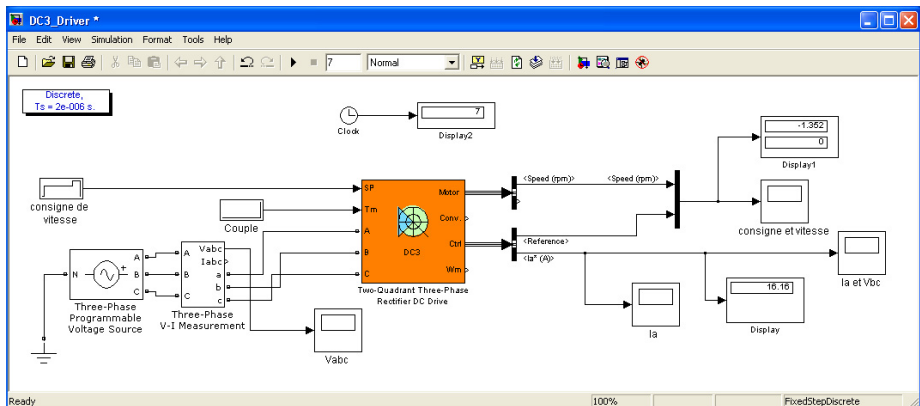 DC3_Driver *
File Edit View Simulation Format Tools Help
7 Normal
Discrete,
Ts = 2e-006 s.
Clock
7
Display2
-1.352
0
Display1
consigne de
vitesse
Couple
SP
Tm
A
B
C
Motor
Conv.
Ctrl
Wm
DC3
Two-Quadrant Three-Phase
Rectifier DC Drive
<Speed (rpm)> <Speed (rpm)>
<Reference>
<Ia* (A)>
consigne et vitesse
Ia et Vbc
N
+
A
B
C
Three-Phase
Programmable
Voltage Source
A
B
C
Vabc
Iabc
a
b
c
Three-Phase
V-I Measurement
Vabc
Ia
16.16
Display
Ready 100% FixedStepDiscrete